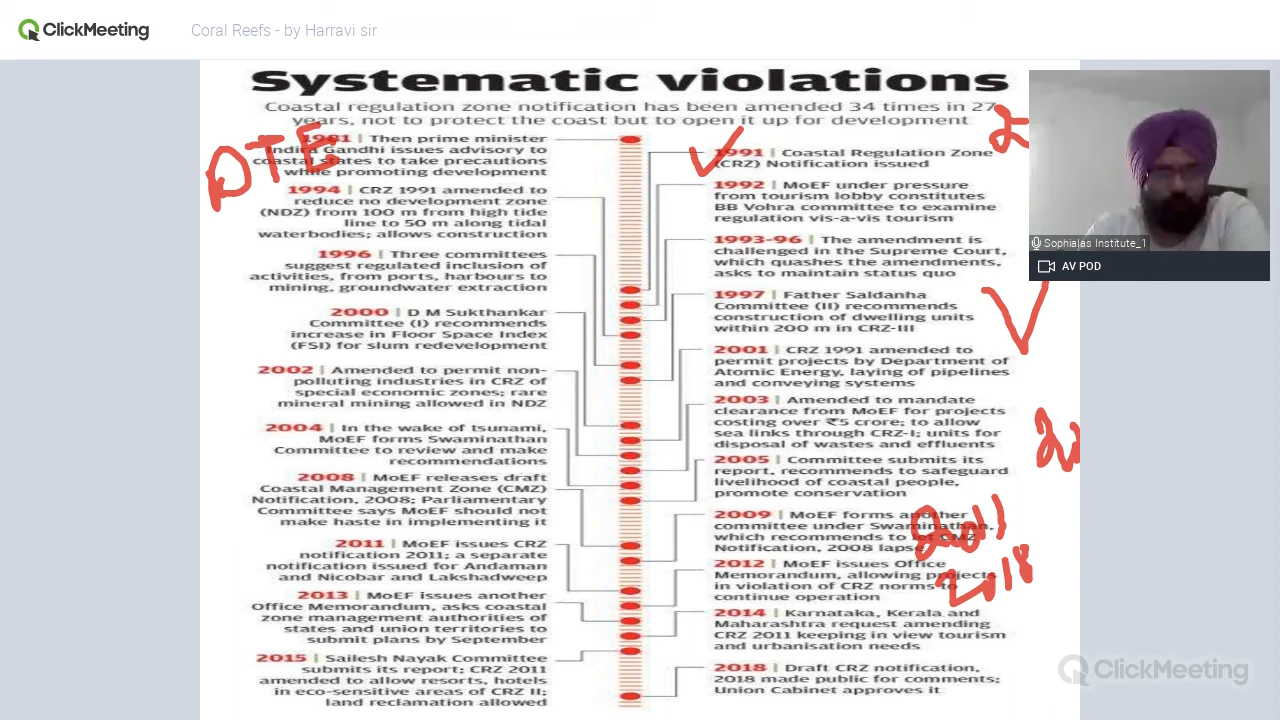 ClickMeeting
Coral Reefs - by Harravi sir
Systematic violations
Coastal regulation zone notification has been amended 34 times in 27
years, not to protect the coast but to open it up for development
1981 | Then prime minister
Indira Gandhi issues advisory to
coastal states to take precautions
while promoting development
1994 | CRZ 1991 amended to
reduce no development zone
(NDZ) from 100 m from high tide
line to 50 m along tidal
waterbodies; allows construction
1996 | Three committees
suggest regulated inclusion of
activities, from ports, harbours to
mining, groundwater extraction
2000 | D M Sukthankar
Committee (I) recommends
increase in Floor Space Index
(FSI) for slum redevelopment
2002 | Amended to permit non-
polluting industries in CRZ of
special economic zones; rare
mineral mining allowed in NDZ
2004 | In the wake of tsunami,
MoEF forms Swaminathan
Committee to review and make
recommendations
2008 | MoEF releases draft
Coastal Management Zone (CMZ)
Notification, 2008; Parliamentary
Committee says MoEF should not
make haste in implementing it
2011 | MoEF issues CRZ
notification 2011; a separate
notification issued for Andaman
and Nicobar and Lakshadweep
2013 | MoEF issues another
Office Memorandum, asks coastal
zone management authorities of
states and union territories to
submit plans by September
2015 | Sailesh Nayak Committee
submits its report; CRZ 2011
amended to allow resorts, hotels
in eco-sensitive areas of CRZ II;
land reclamation allowed
1991 | Coastal Regulation Zone
(CRZ) Notification issued
1992 | MoEF under pressure
from tourism lobby constitutes
BB Vohra committee to examine
regulation vis-a-vis tourism
1993-96 | The amendment is
challenged in the Supreme Court,
which quashes the amendments,
asks to maintain status quo
1997 | Father Saldanha
Committee (II) recommends
construction of dwelling units
within 200 m in CRZ-III
2001 | CRZ 1991 amended to
permit projects by Department of
Atomic Energy, laying of pipelines
and conveying systems
2003 | Amended to mandate
clearance from MoEF for projects
costing over ₹5 crore; to allow
sea links through CRZ-I; units for
disposal of wastes and effluents
2005 | Committee submits its
report, recommends to safeguard
livelihood of coastal people,
promote conservation
2009 | MoEF forms another
committee under Swaminathan,
which recommends to let CMZ
Notification, 2008 lapse
2012 | MoEF issues Office
Memorandum, allowing projects
in violation of CRZ norms to
continue operation
2014 | Karnataka, Kerala and
Maharashtra request amending
CRZ 2011 keeping in view tourism
and urbanisation needs
2018 | Draft CRZ notification,
2018 made public for comments;
Union Cabinet approves it
DTE
2011
2018
Sophialas Institute_1
AV POD
ClickMeeting